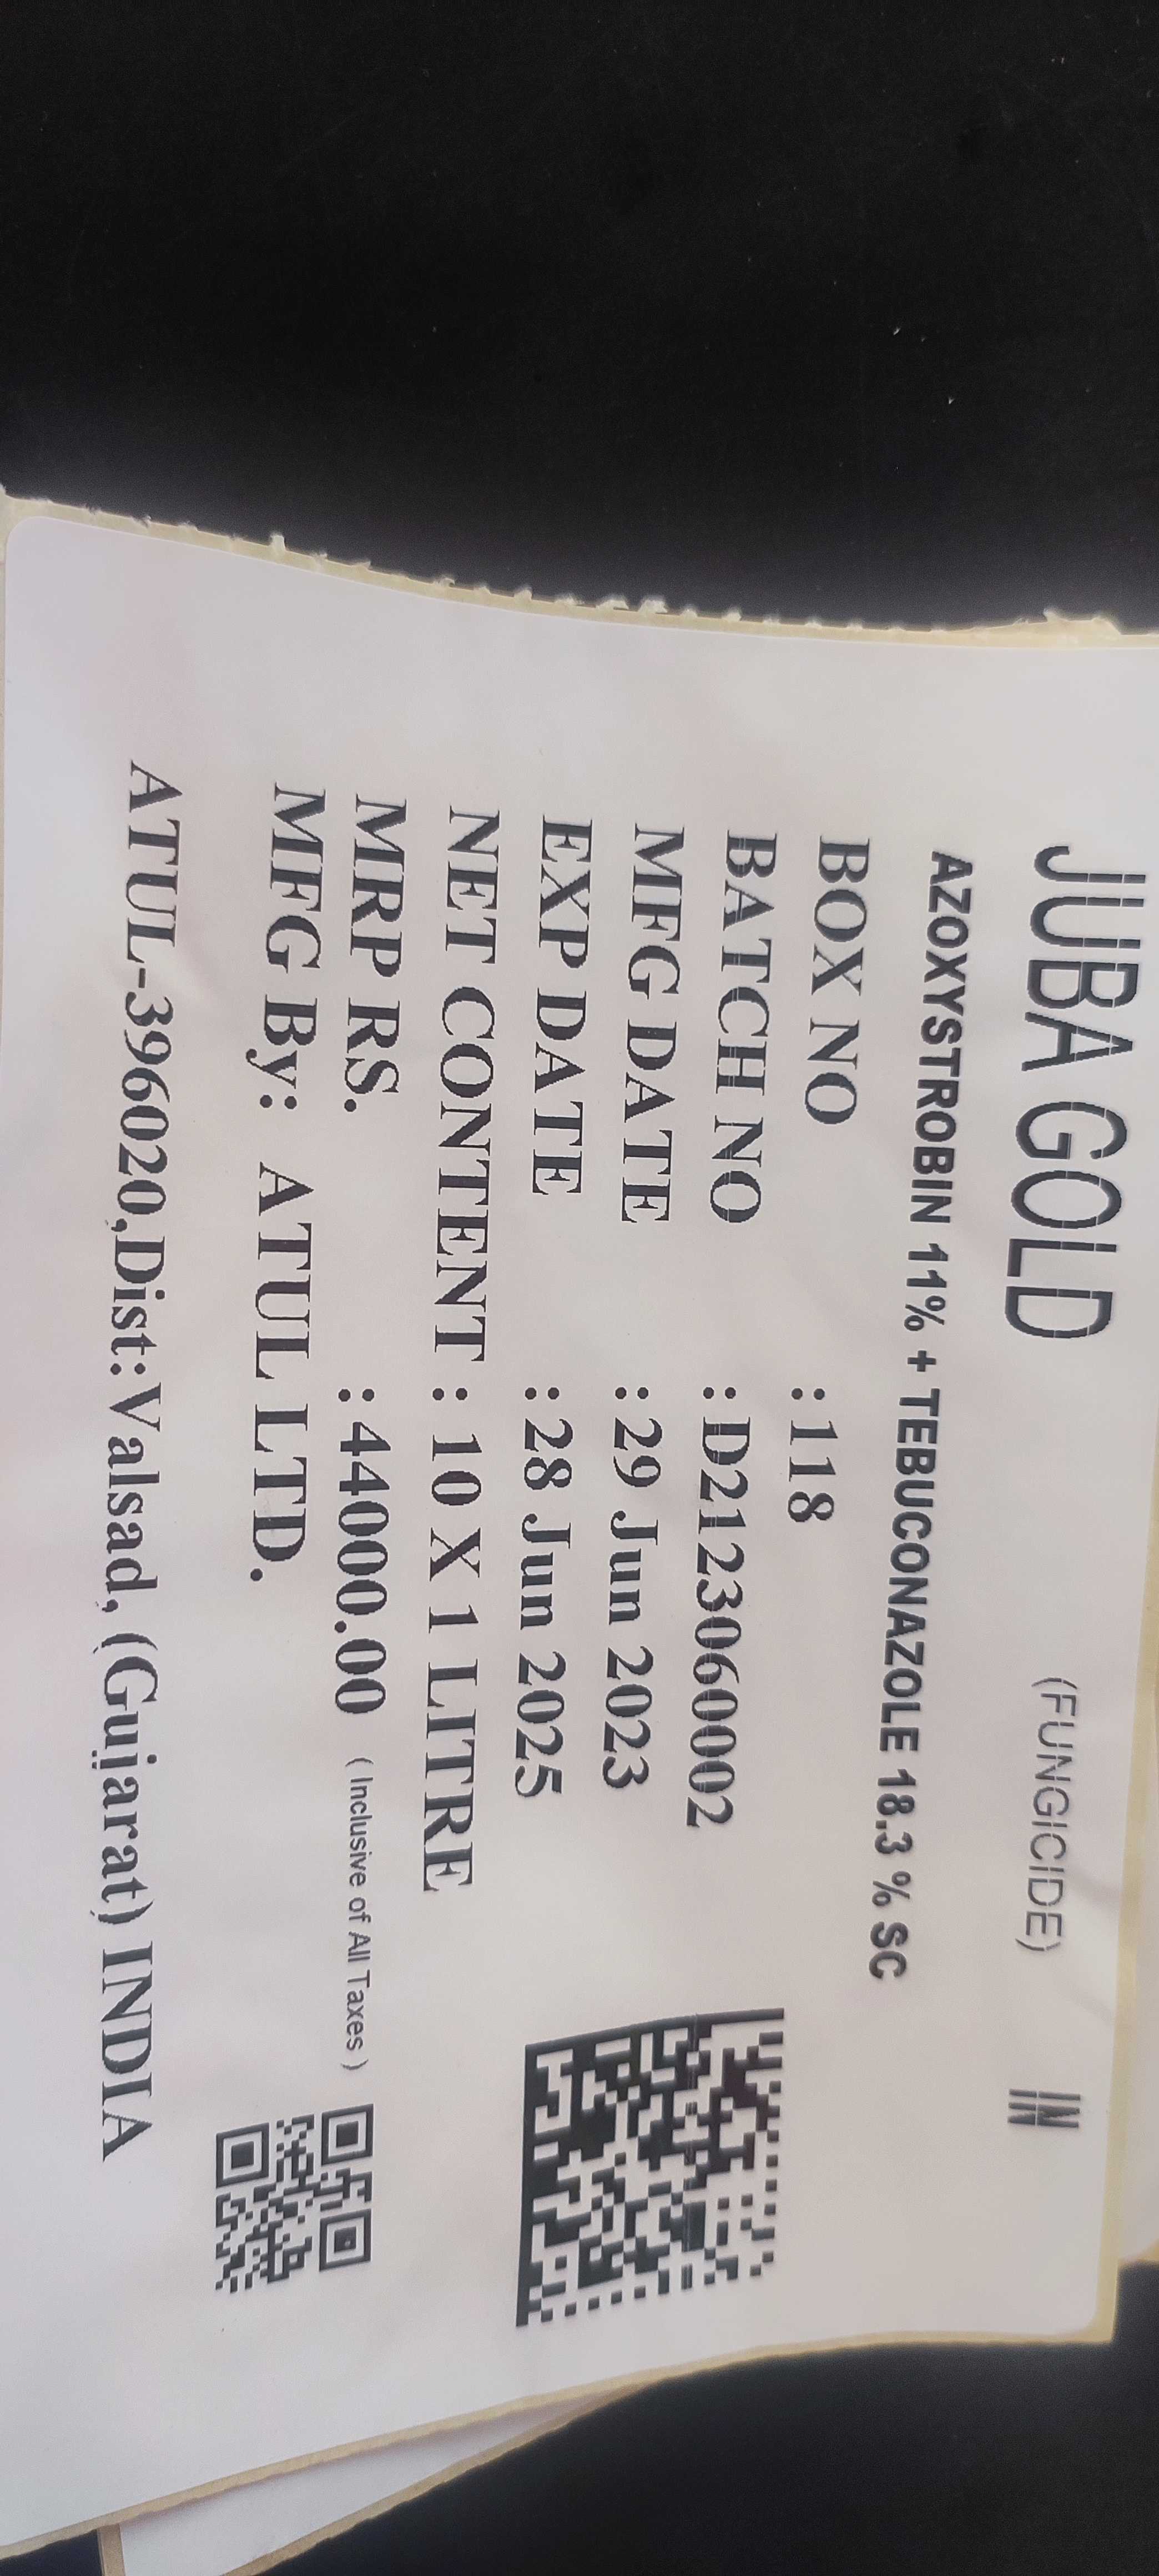 JUBA GOLD (FUNGICIDE) IN
AZOXYSTROBIN 11% + TEBUCONAZOLE 18.3 % SC
BOX NO :118
BATCH NO :D2123060002
MFG DATE :29 Jun 2023
EXP DATE :28 Jun 2025
NET CONTENT : 10 X 1 LITRE
MRP RS. :44000.00 ( Inclusive of All Taxes )
MFG By: ATUL LTD.
ATUL-396020,Dist:Valsad, (Gujarat) INDIA